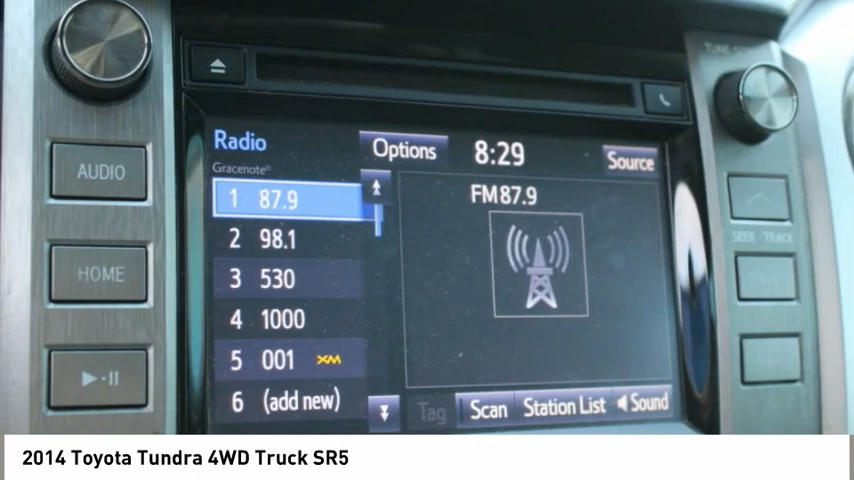 TUNE
Radio
Options
8:29
Source
Gracenote®
AUDIO
1 87.9
FM87.9
2 98.1
SEEK·TRACK
HOME
3 530
4 1000
5 001 XM
6 (add new)
Tag
Scan
Station List
Sound
2014 Toyota Tundra 4WD Truck SR5